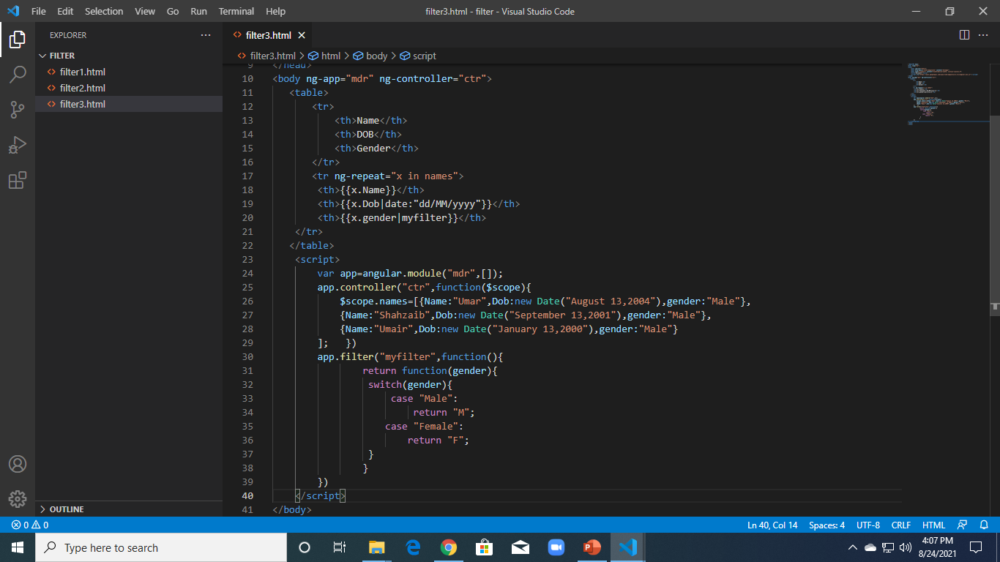 File Edit Selection View Go Run Terminal Help
filter3.html - filter - Visual Studio Code
EXPLORER
FILTER
filter1.html
filter2.html
filter3.html
OUTLINE
filter3.html
filter3.html > html > body > script
9 </head>
10 <body ng-app="mdr" ng-controller="ctr">
11 <table>
12 <tr>
13 <th>Name</th>
14 <th>DOB</th>
15 <th>Gender</th>
16 </tr>
17 <tr ng-repeat="x in names">
18 <th>{{x.Name}}</th>
19 <th>{{x.Dob|date:"dd/MM/yyyy"}}</th>
20 <th>{{x.gender|myfilter}}</th>
21 </tr>
22 </table>
23 <script>
24 var app=angular.module("mdr",[]);
25 app.controller("ctr",function($scope){
26 $scope.names=[{Name:"Umar",Dob:new Date("August 13,2004"),gender:"Male"},
27 {Name:"Shahzaib",Dob:new Date("September 13,2001"),gender:"Male"},
28 {Name:"Umair",Dob:new Date("January 13,2000"),gender:"Male"}
29 ]; })
30 app.filter("myfilter",function(){
31 return function(gender){
32 switch(gender){
33 case "Male":
34 return "M";
35 case "Female":
36 return "F";
37 }
38 }
39 })
40 </script>
41 </body>
0 0
Ln 40, Col 14 Spaces: 4 UTF-8 CRLF HTML
Type here to search
4:07 PM
8/24/2021